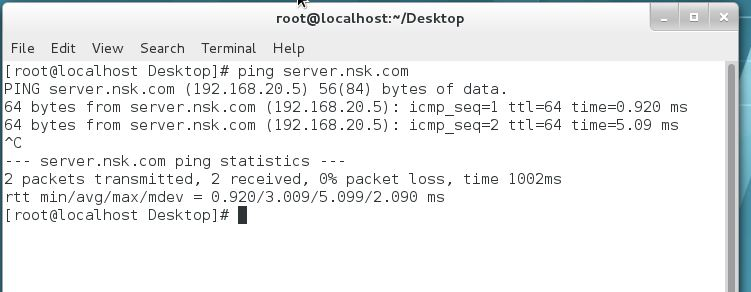 root@localhost:~/Desktop
File Edit View Search Terminal Help
[root@localhost Desktop]# ping server.nsk.com
PING server.nsk.com (192.168.20.5) 56(84) bytes of data.
64 bytes from server.nsk.com (192.168.20.5): icmp_seq=1 ttl=64 time=0.920 ms
64 bytes from server.nsk.com (192.168.20.5): icmp_seq=2 ttl=64 time=5.09 ms
^C
--- server.nsk.com ping statistics ---
2 packets transmitted, 2 received, 0% packet loss, time 1002ms
rtt min/avg/max/mdev = 0.920/3.009/5.099/2.090 ms
[root@localhost Desktop]#